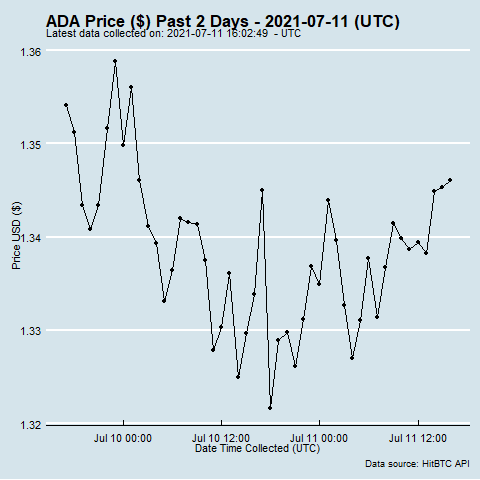 ADA Price ($) Past 2 Days - 2021-07-11 (UTC)
Latest data collected on: 2021-07-11 16:02:49 - UTC
1.36
1.35
1.34
1.33
1.32
Price USD ($)
Jul 10 00:00 Jul 10 12:00 Jul 11 00:00 Jul 11 12:00
Date Time Collected (UTC)
Data source: HitBTC API